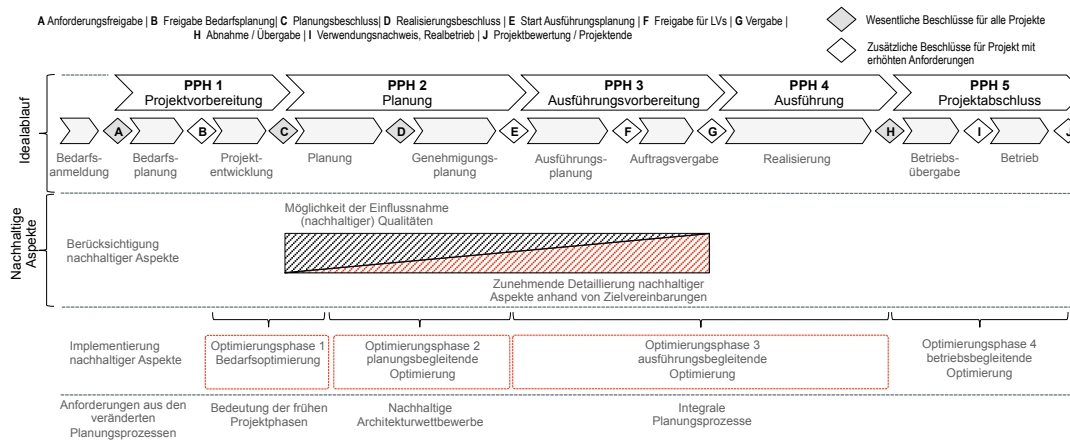 A Anforderungsfreigabe | B Freigabe Bedarfsplanung| C Planungsbeschluss| D Realisierungsbeschluss | E Start Ausführungsplanung | F Freigabe für LVs | G Vergabe |
H Abnahme / Übergabe | I Verwendungsnachweis, Realbetrieb | J Projektbewertung / Projektende
Wesentliche Beschlüsse für alle Projekte
Zusätzliche Beschlüsse für Projekt mit
erhöhten Anforderungen
Idealablauf
PPH 1
Projektvorbereitung
PPH 2
Planung
PPH 3
Ausführungsvorbereitung
PPH 4
Ausführung
PPH 5
Projektabschluss
A
B
C
D
E
F
G
H
I
J
Bedarfs-
anmeldung
Bedarfs-
planung
Projekt-
entwicklung
Planung
Genehmigungs-
planung
Ausführungs-
planung
Auftragsvergabe
Realisierung
Betriebs-
übergabe
Betrieb
Nachhaltige
Aspekte
Berücksichtigung
nachhaltiger Aspekte
Möglichkeit der Einflussnahme
(nachhaltiger) Qualitäten
Zunehmende Detaillierung nachhaltiger
Aspekte anhand von Zielvereinbarungen
Implementierung
nachhaltiger Aspekte
Optimierungsphase 1
Bedarfsoptimierung
Optimierungsphase 2
planungsbegleitende
Optimierung
Optimierungsphase 3
ausführungsbegleitende
Optimierung
Optimierungsphase 4
betriebsbegleitende
Optimierung
Anforderungen aus den
veränderten
Planungsprozessen
Bedeutung der frühen
Projektphasen
Nachhaltige
Architekturwettbewerbe
Integrale
Planungsprozesse